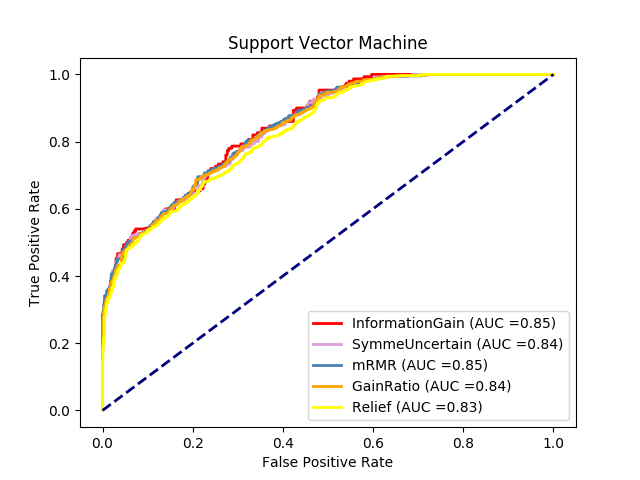 Support Vector Machine
1.0
0.8
0.6
0.4
0.2
0.0
True Positive Rate
InformationGain (AUC =0.85)
SymmeUncertain (AUC =0.84)
mRMR (AUC =0.85)
GainRatio (AUC =0.84)
Relief (AUC =0.83)
0.0 0.2 0.4 0.6 0.8 1.0
False Positive Rate